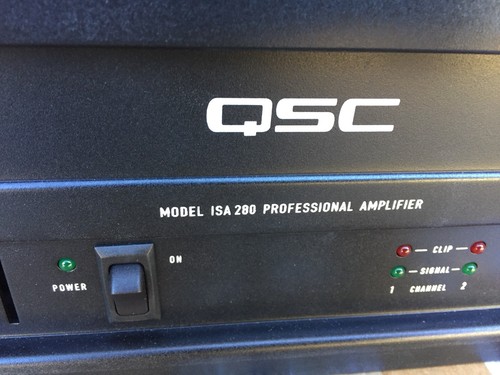 QSC
MODEL ISA 280 PROFESSIONAL AMPLIFIER
ON
POWER
CLIP
SIGNAL
1 CHANNEL 2